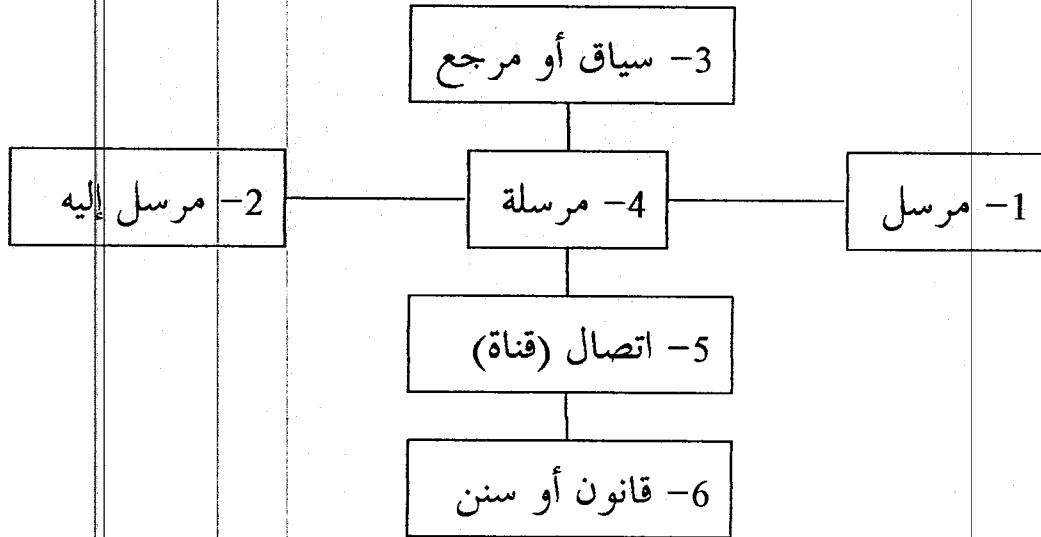 3- سياق أو مرجع
1- مرسل
4- مرسلة
2- مرسل إليه
5- اتصال (قناة)
6- قانون أو سنن